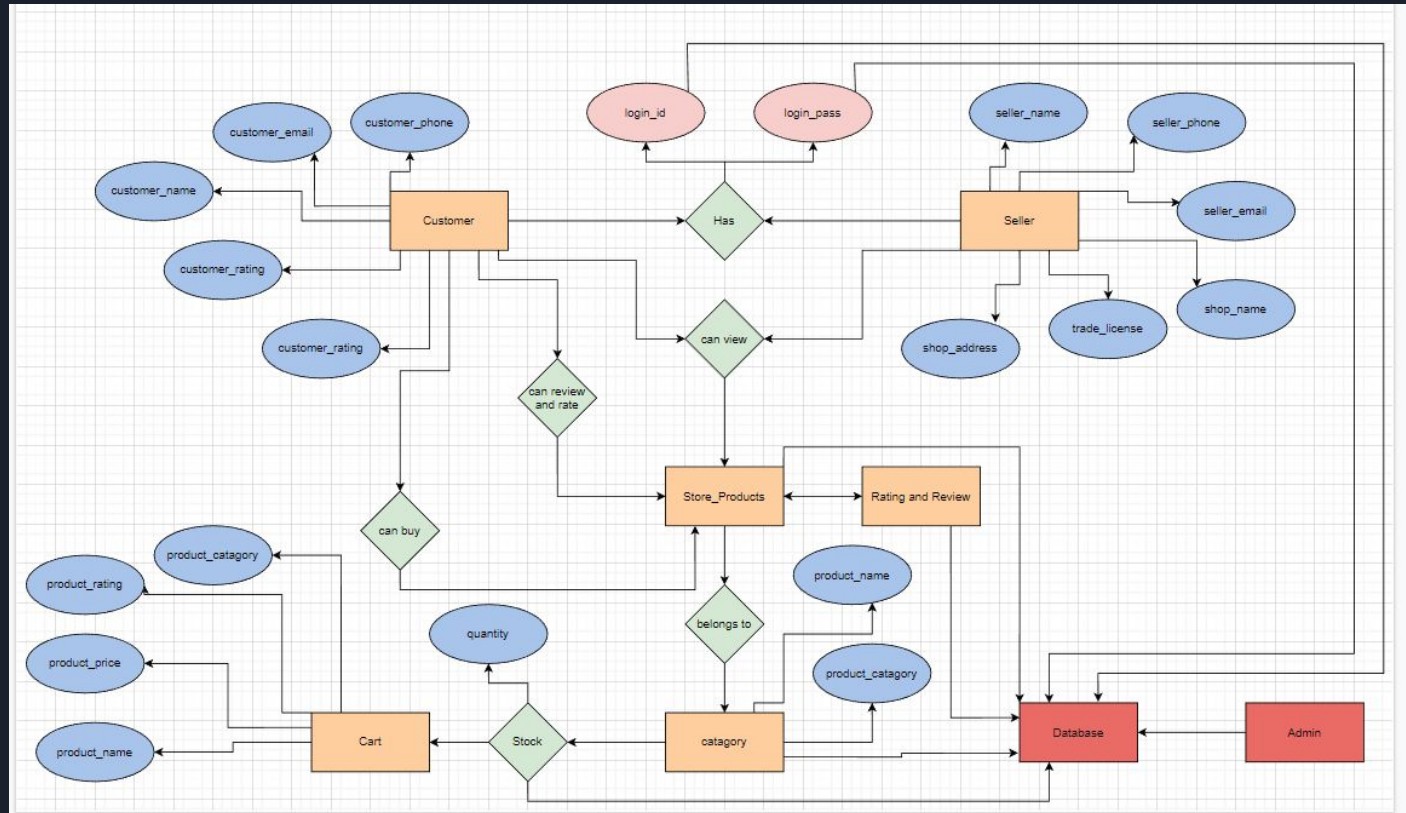 login_id
login_pass
seller_name
seller_phone
customer_email
customer_phone
customer_name
Customer
Has
Seller
seller_email
customer_rating
shop_name
customer_rating
can view
shop_address
trade_license
can review
and rate
Store_Products
Rating and Review
can buy
product_catagory
product_rating
product_name
quantity
belongs to
product_price
product_catagory
product_name
Cart
Stock
catagory
Database
Admin